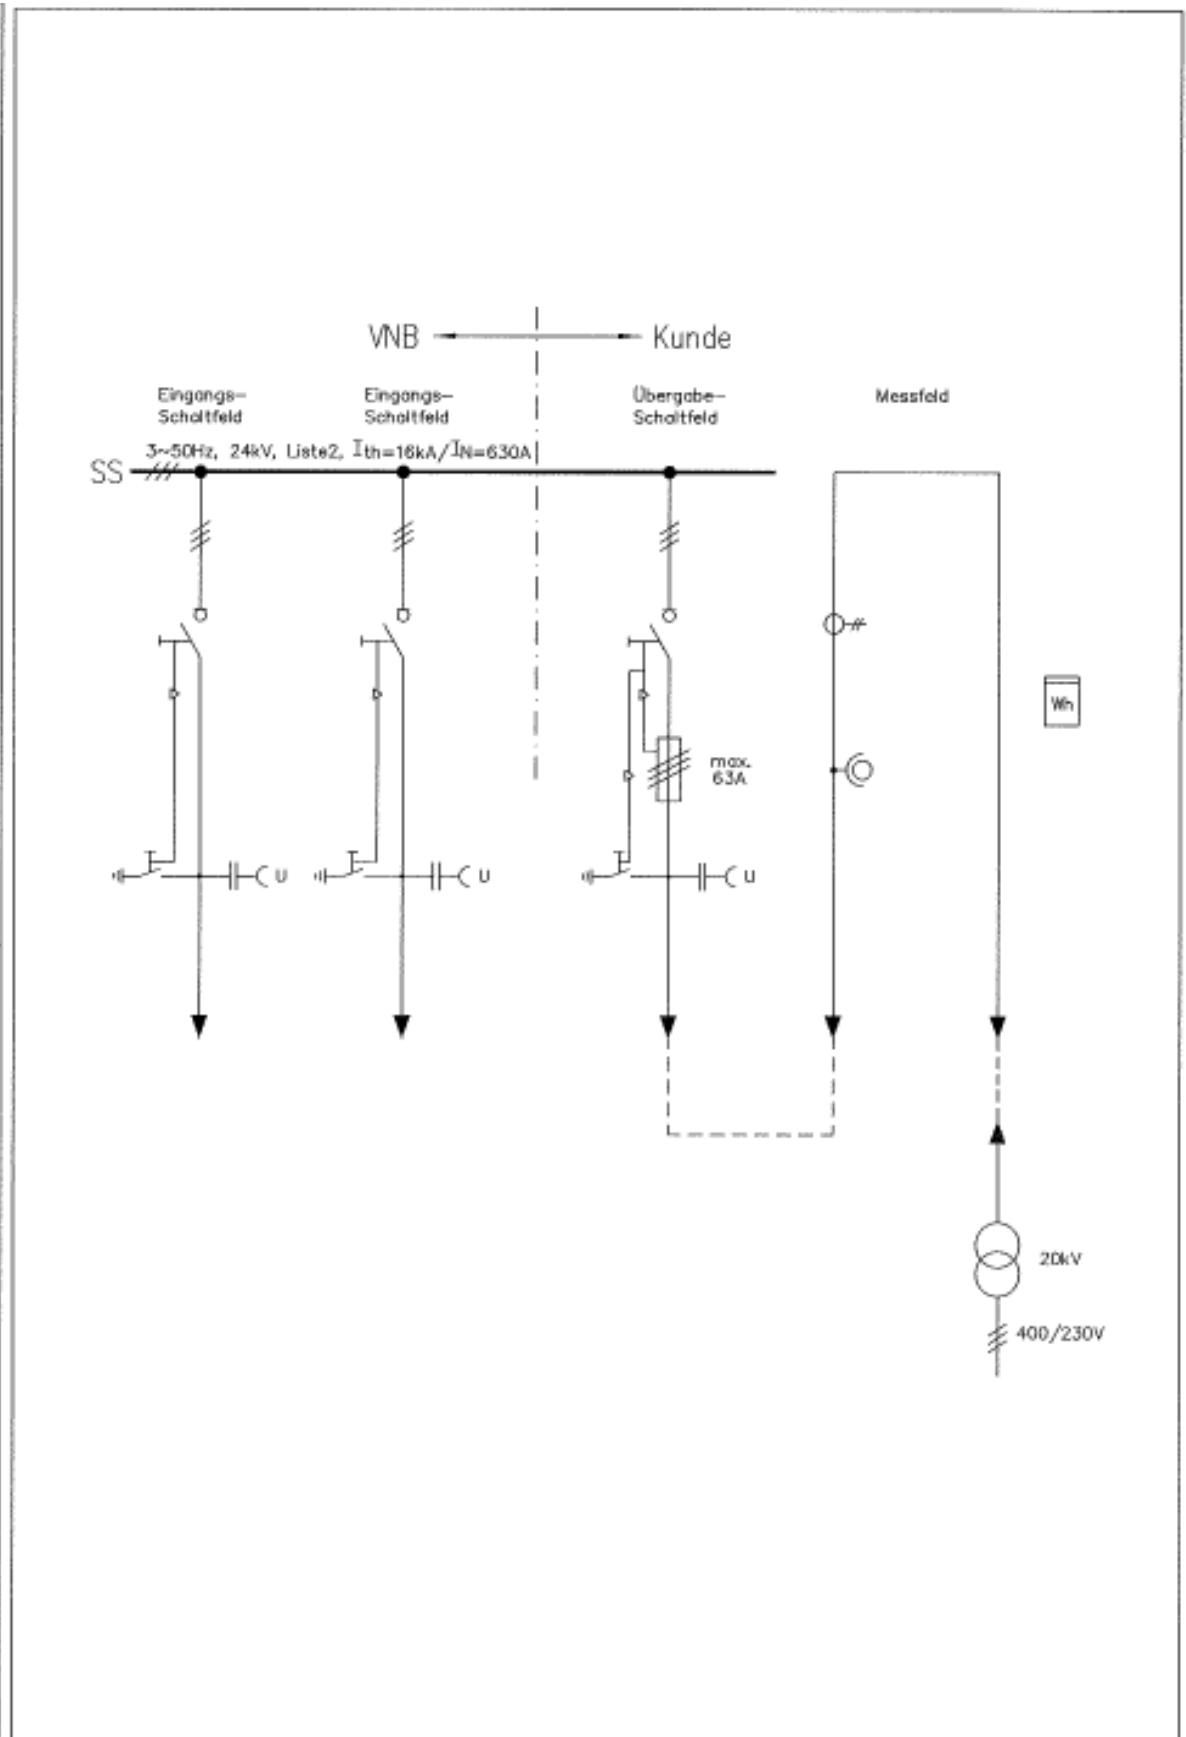 VNB
Kunde
Eingangs-
Schaltfeld
Eingangs-
Schaltfeld
Übergabe-
Schaltfeld
Messfeld
3~50Hz, 24kV, Liste2, Ith=16kA/IN=630A
SS
Wh
max.
63A
U
U
U
20kV
400/230V